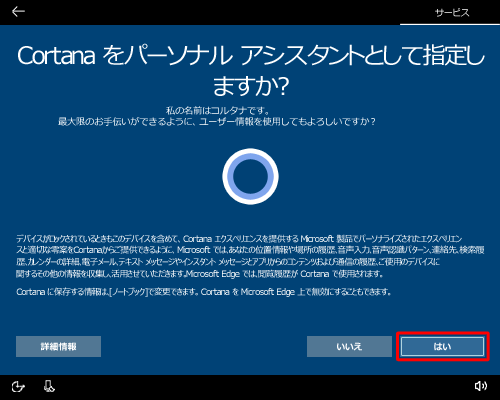 サービス
Cortana をパーソナル アシスタントとして指定し
ますか?
私の名前はコルタナです。
最大限のお手伝いができるように、ユーザー情報を使用してもよろしいですか？
デバイスがロックされているときもこのデバイスを含めて、Cortana エクスペリエンスを提供する Microsoft 製品でパーソナライズされたエクスペリエン
スと適切な提案をCortanaからご提供できるように、Microsoft では、あなたの位置情報や場所の履歴、音声入力、音声認識パターン、連絡先、検索履
歴、カレンダーの詳細、電子メール、テキスト メッセージやインスタント メッセージとアプリからのコンテンツおよび通信の履歴、ご使用のデバイスに
関するその他の情報を収集し、活用させていただきます。Microsoft Edge では、閲覧履歴が Cortana で使用されます。
Cortana に保存する情報は、[ノートブック]で変更できます。Cortana を Microsoft Edge 上で無効にすることもできます。
詳細情報
いいえ
はい